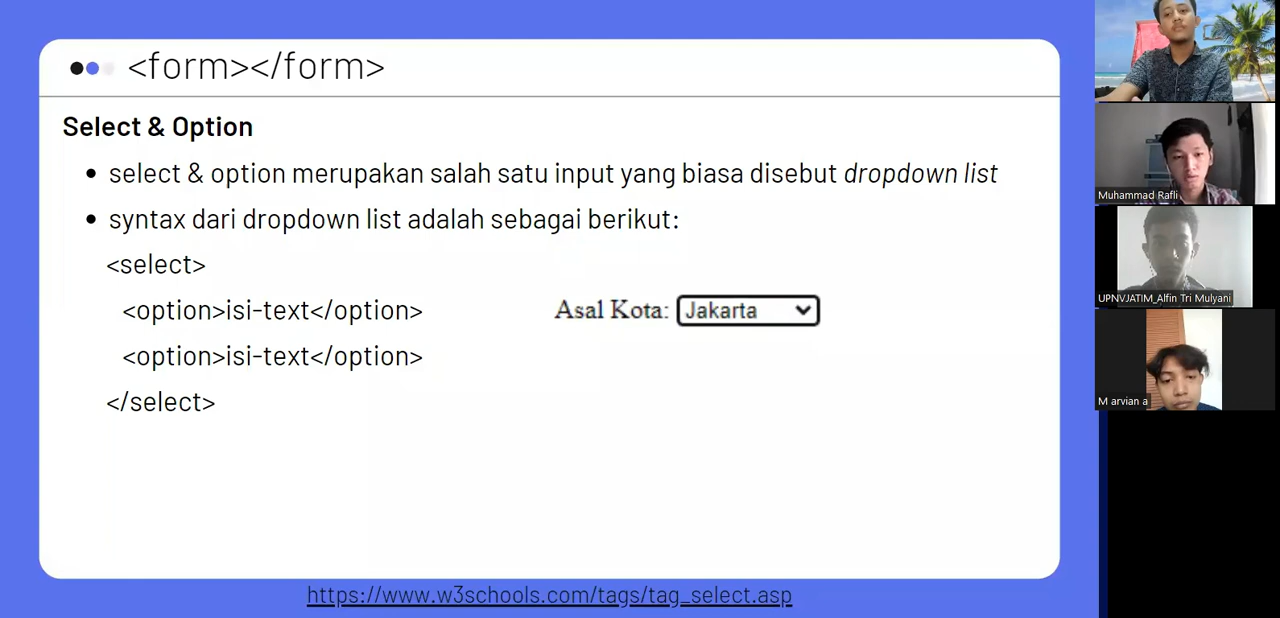 <form></form>
Select & Option
• select & option merupakan salah satu input yang biasa disebut dropdown list
• syntax dari dropdown list adalah sebagai berikut:
<select>
<option>isi-text</option>
<option>isi-text</option>
</select>
Asal Kota: Jakarta
https://www.w3schools.com/tags/tag_select.asp
Muhammad Rafli
UPNVJATIM_Alfin Tri Mulyani
M arvian a